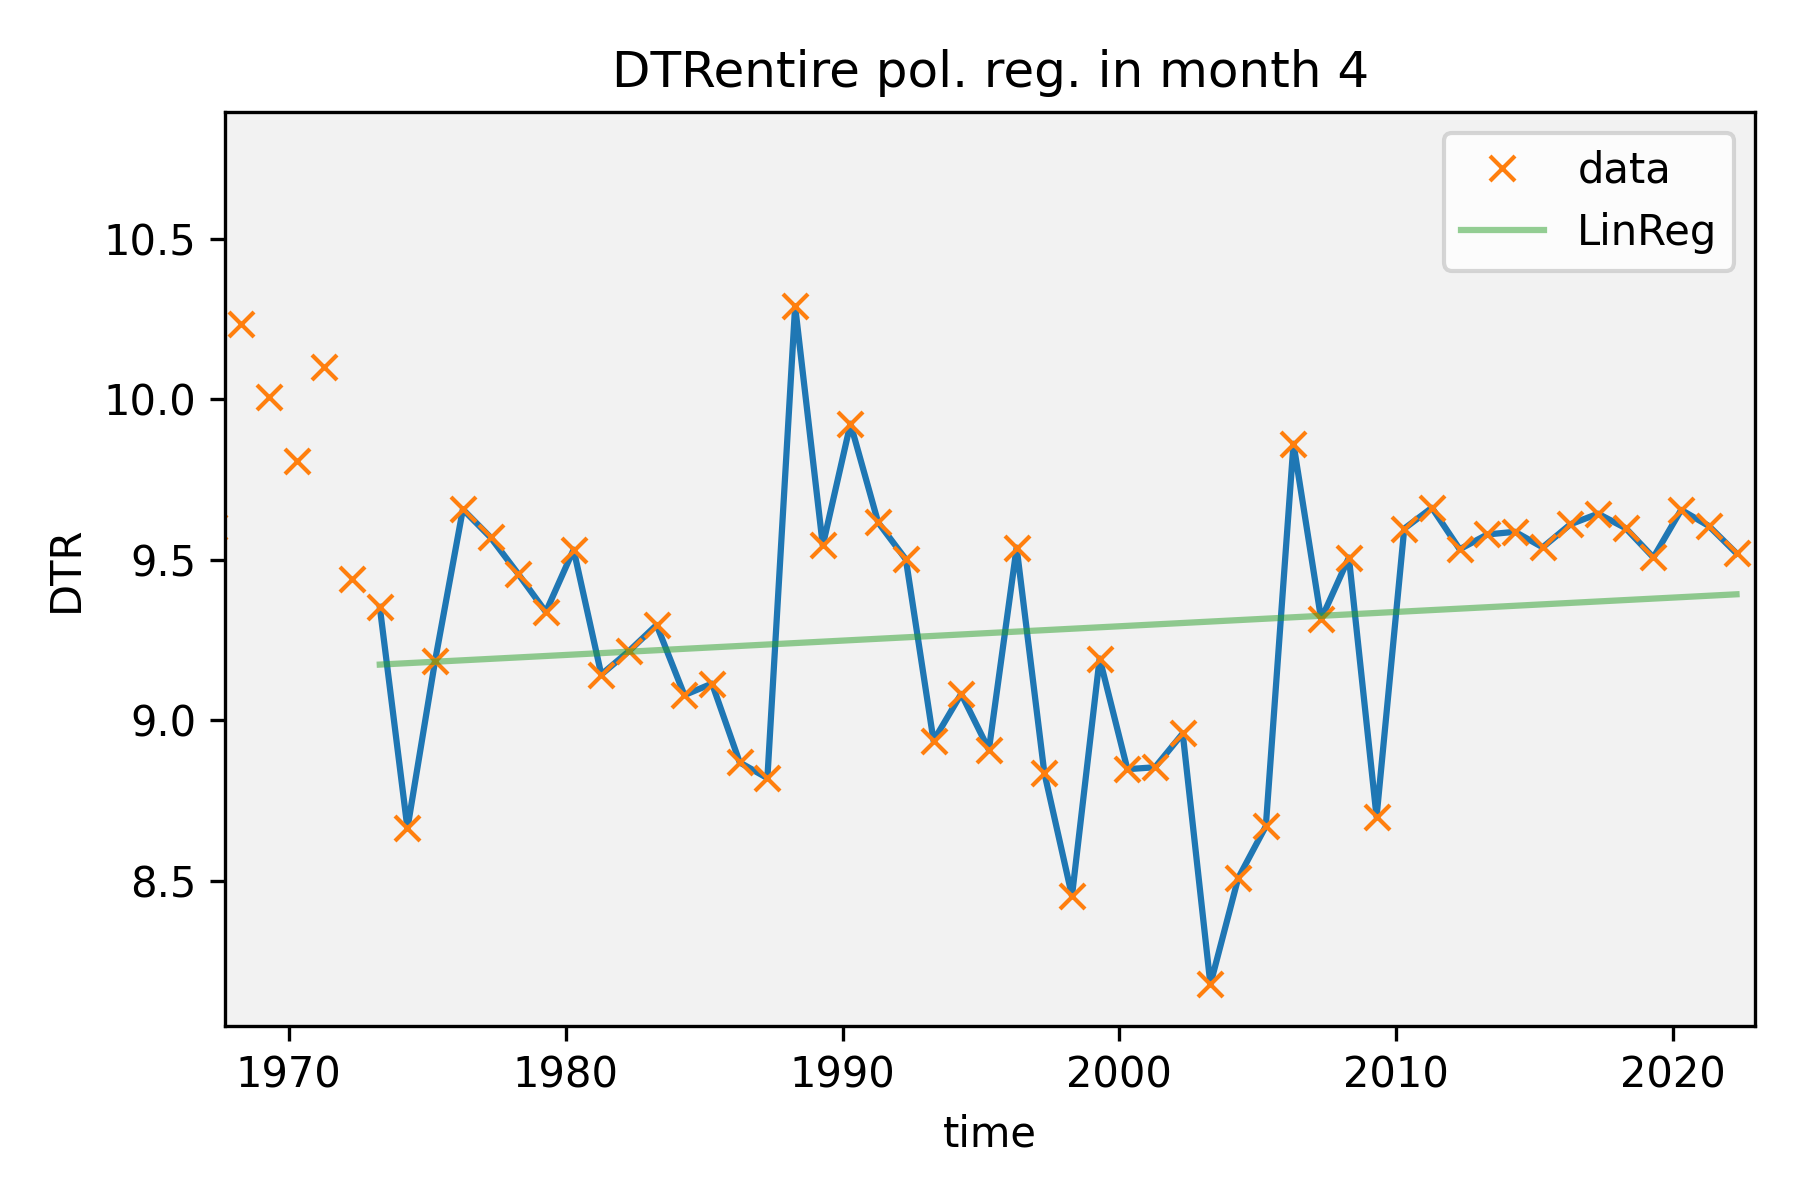 DTRentire pol. reg. in month 4
data
LinReg
10.5
10.0
9.5
9.0
8.5
DTR
1970 1980 1990 2000 2010 2020
time